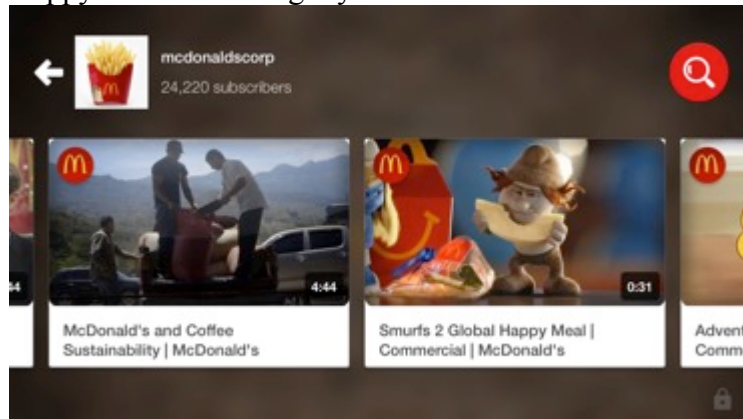 mcdonaldscorp
24,220 subscribers
44
4:44
0:31
McDonald's and Coffee
Sustainability | McDonald's
Smurfs 2 Global Happy Meal |
Commercial | McDonald's
Advent
Comm